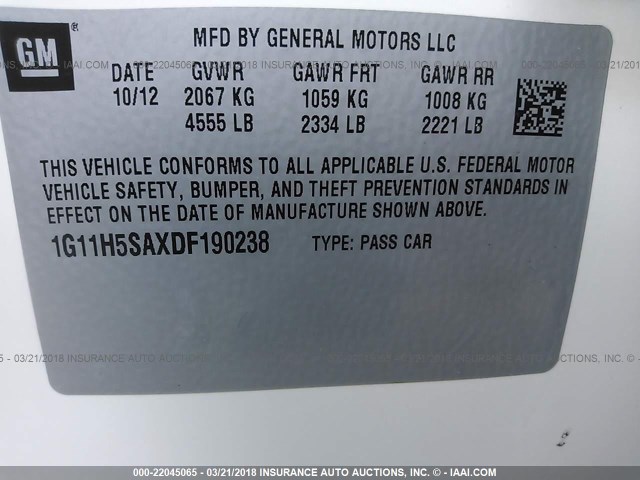 GM ®
MFD BY GENERAL MOTORS LLC
DATE GVWR GAWR FRT GAWR RR
10/12 2067 KG 1059 KG 1008 KG
4555 LB 2334 LB 2221 LB
THIS VEHICLE CONFORMS TO ALL APPLICABLE U.S. FEDERAL MOTOR
VEHICLE SAFETY, BUMPER, AND THEFT PREVENTION STANDARDS IN
EFFECT ON THE DATE OF MANUFACTURE SHOWN ABOVE.
1G11H5SAXDF190238 TYPE: PASS CAR
000-22045065 - 03/21/2018 INSURANCE AUTO AUCTIONS, INC. - © IAAI.COM